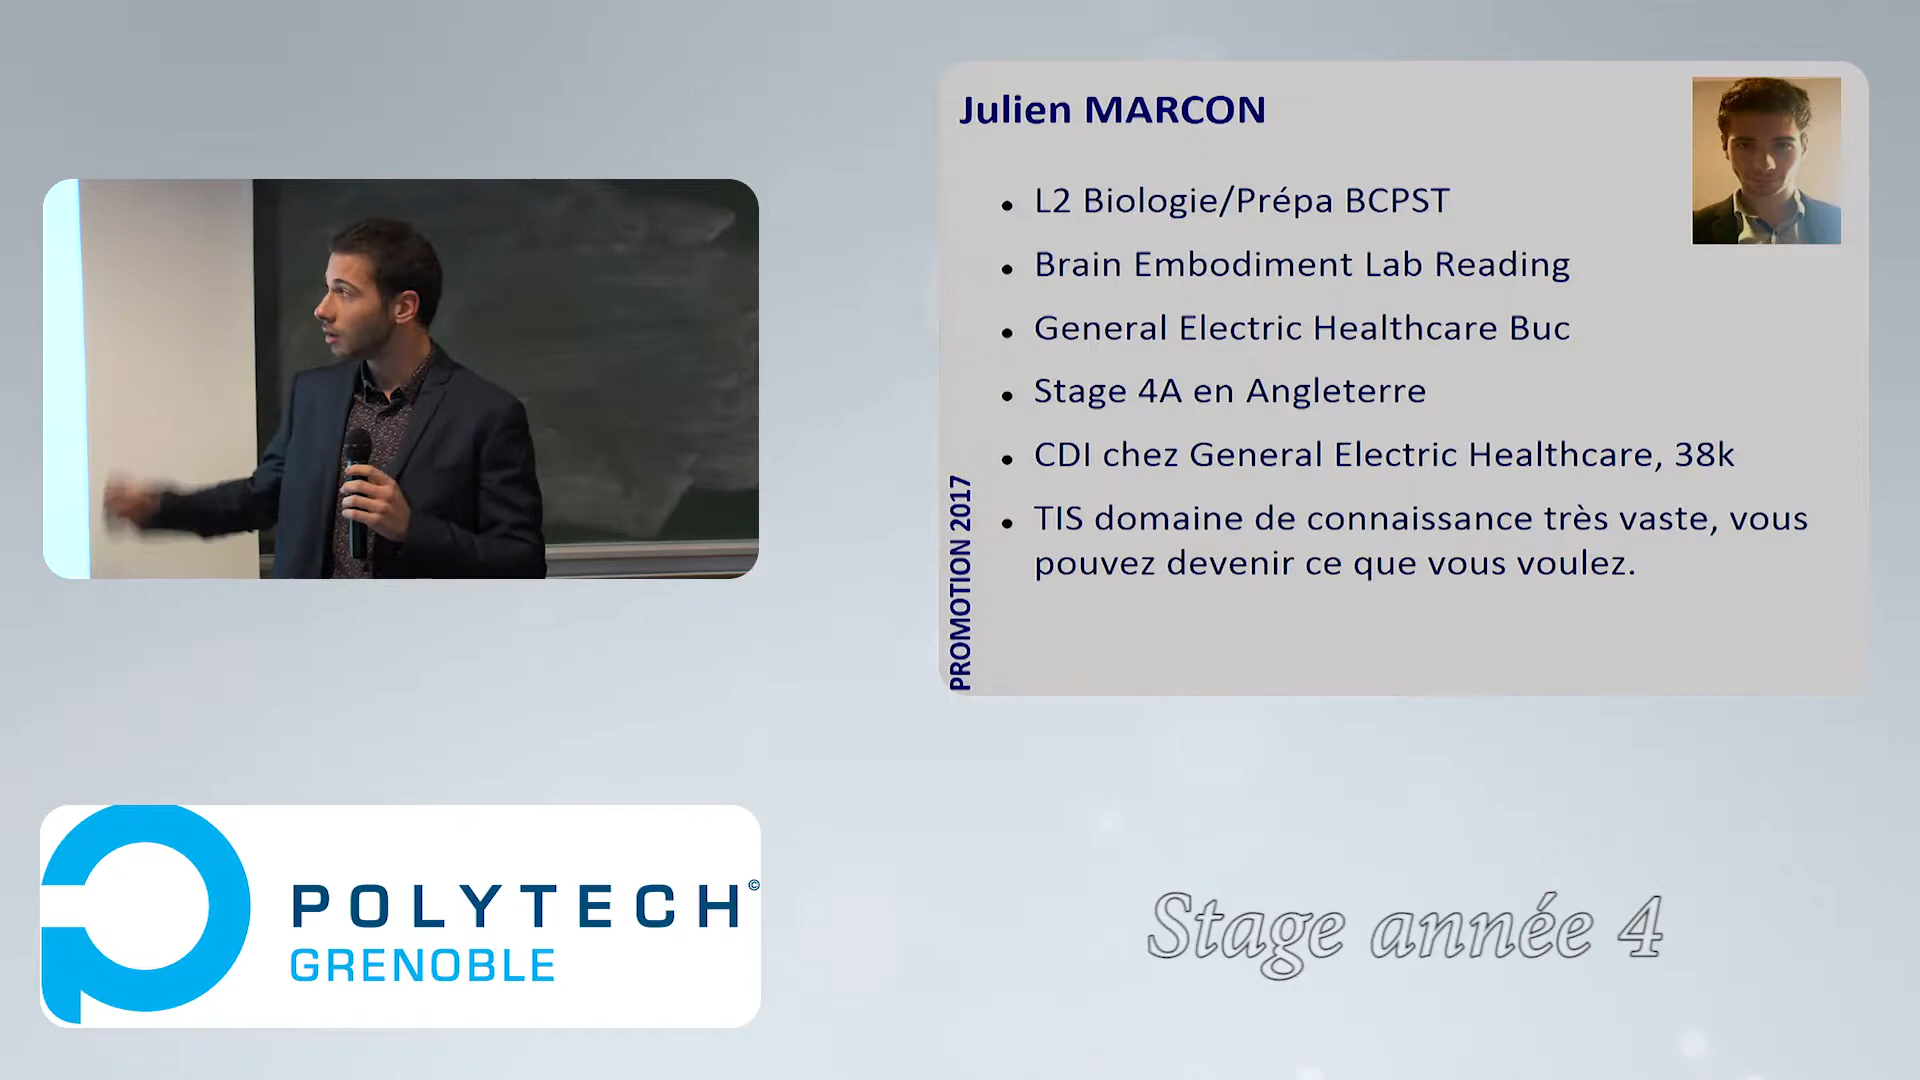 Julien MARCON
• L2 Biologie/Prépa BCPST
• Brain Embodiment Lab Reading
• General Electric Healthcare Buc
• Stage 4A en Angleterre
• CDI chez General Electric Healthcare, 38k
• TIS domaine de connaissance très vaste, vous
pouvez devenir ce que vous voulez.
PROMOTION 2017
POLYTECH©
GRENOBLE
Stage année 4